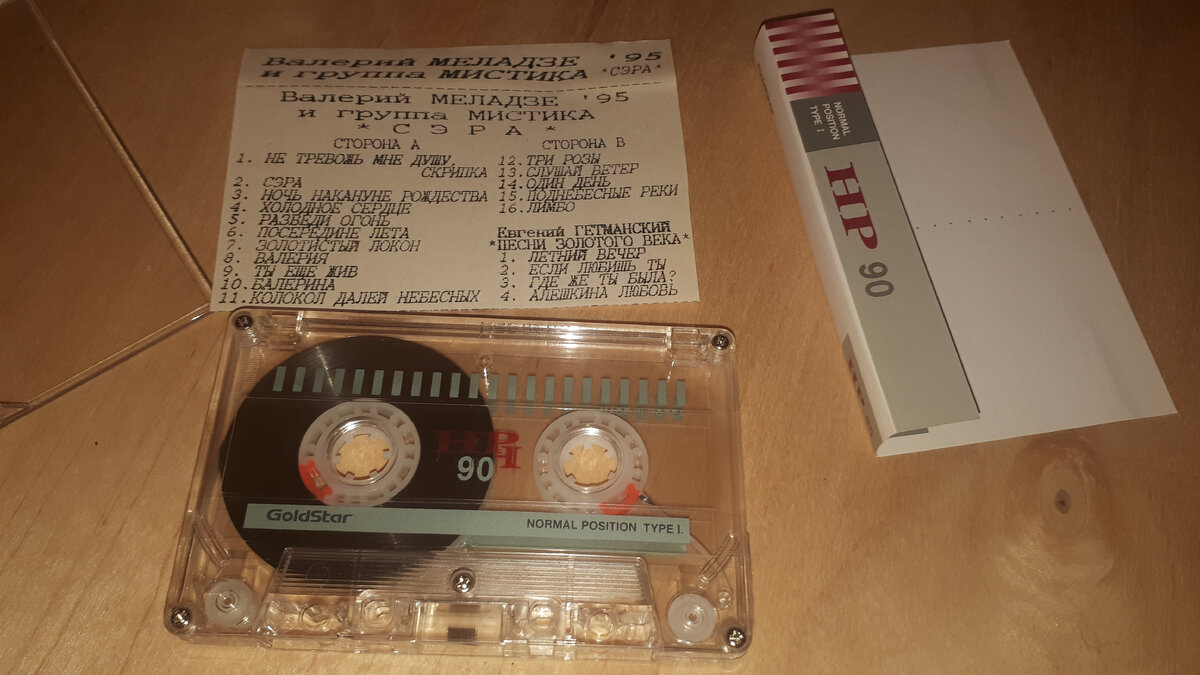 Валерий МЕЛАДЗЕ '95
и группа МИСТИКА *СЭРА*
Валерий МЕЛАДЗЕ '95
и группа МИСТИКА
* С Э Р А *
СТОРОНА А
1. НЕ ТРЕВОЖЬ МНЕ ДУШУ,
СКРИПКА
2. СЭРА
3. НОЧЬ НАКАНУНЕ РОЖДЕСТВА
4. ХОЛОДНОЕ СЕРДЦЕ
5. РАЗВЕДИ ОГОНЬ
6. ПОСЕРЕДИНЕ ЛЕТА
7. ЗОЛОТИСТЫЙ ЛОКОН
8. ВАЛЕРИЯ
9. ТЫ ЕЩЕ ЖИВ
10. БАЛЕРИНА
11. КОЛОКОЛ ДАЛЕЙ НЕБЕСНЫХ
СТОРОНА В
12. ТРИ РОЗЫ
13. СЛУШАЙ ВЕТЕР
14. ОДИН ДЕНЬ
15. ПОДНЕБЕСНЫЕ РЕКИ
16. ЛИМБО
Евгений ГЕТМАНСКИЙ
*ПЕСНИ ЗОЛОТОГО ВЕКА*
1. ЛЕТНИЙ ВЕЧЕР
2. ЕСЛИ ЛЮБИШЬ ТЫ
3. ГДЕ ЖЕ ТЫ БЫЛА?
4. АЛЕШКИНА ЛЮБОВЬ
NORMAL
POSITION
TYPE I
HP 90
HP
90
GoldStar
NORMAL POSITION TYPE I.